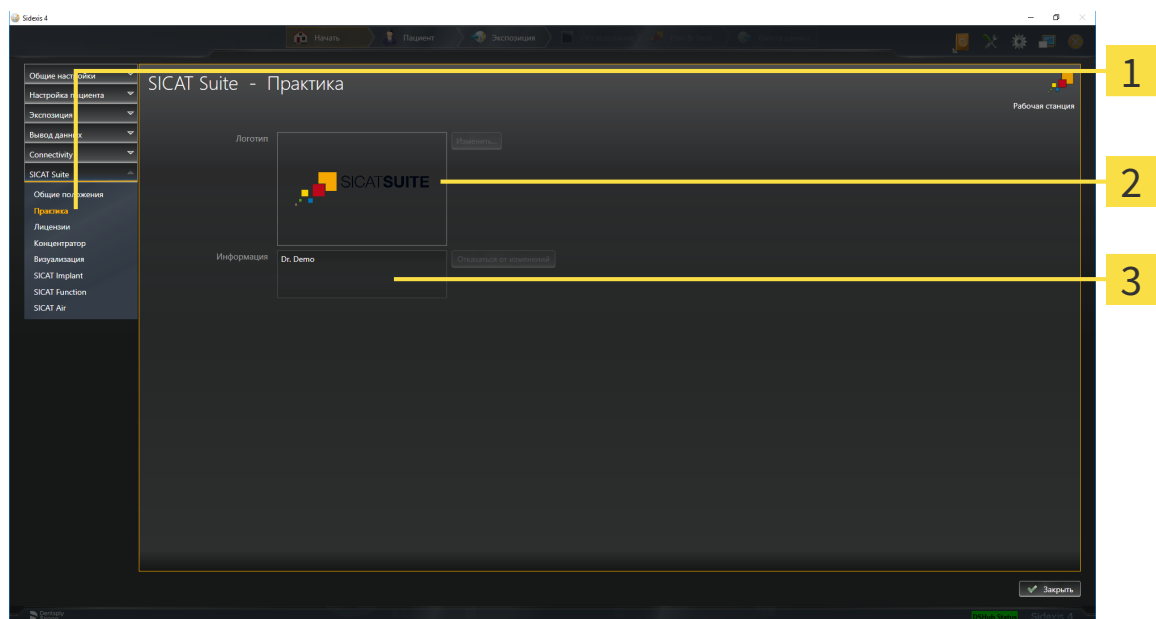 Sidexis 4
Начать
Пациент
Экспозиция
Общие настройки
Настройка пациента
Экспозиция
Вывод данных
Connectivity
SICAT Suite
Общие положения
Практика
Лицензии
Концентратор
Визуализация
SICAT Implant
SICAT Function
SICAT Air
SICAT Suite - Практика
Рабочая станция
Логотип
Изменить...
SICATSUITE
Информация
Dr. Demo
Отказаться от изменений
Закрыть
Dentsply
Sirona
Sidexis 4
1
2
3